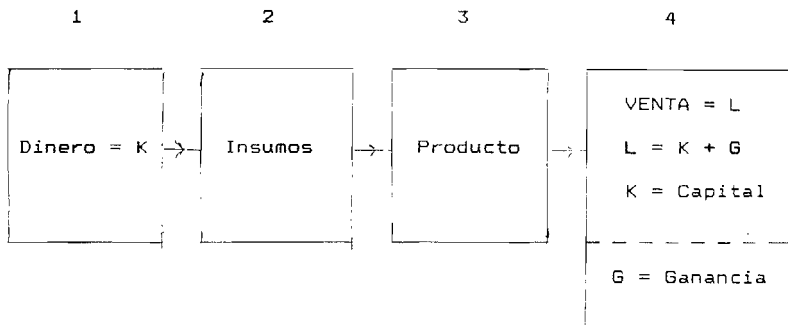 1 2 3 4
VENTA = L
Dinero = K Insumos Producto L = K + G
K = Capital
G = Ganancia